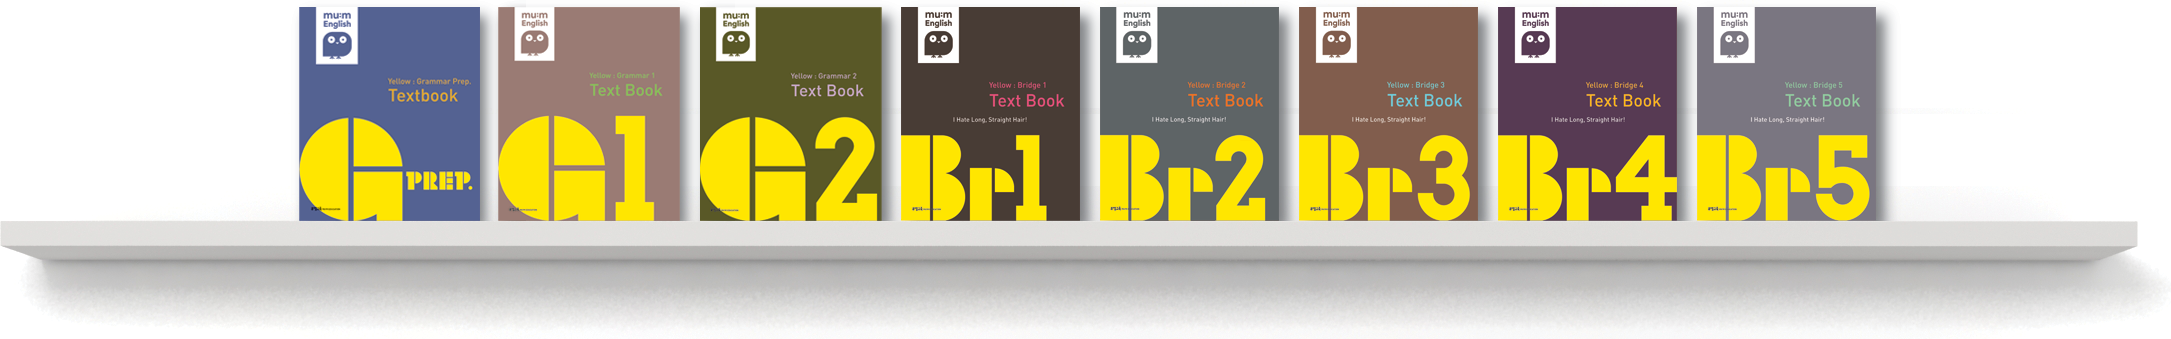 mu:m
English
Yellow : Grammar Prep.
Textbook
G PREP.
mu:m
English
Yellow : Grammar 1
Text Book
G1
mu:m
English
Yellow : Grammar 2
Text Book
G2
mu:m
English
Yellow : Bridge 1
Text Book
I Hate Long, Straight Hair!
Br1
mu:m
English
Yellow : Bridge 2
Text Book
I Hate Long, Straight Hair!
Br2
mu:m
English
Yellow : Bridge 3
Text Book
I Hate Long, Straight Hair!
Br3
mu:m
English
Yellow : Bridge 4
Text Book
I Hate Long, Straight Hair!
Br4
mu:m
English
Yellow : Bridge 5
Text Book
I Hate Long, Straight Hair!
Br5